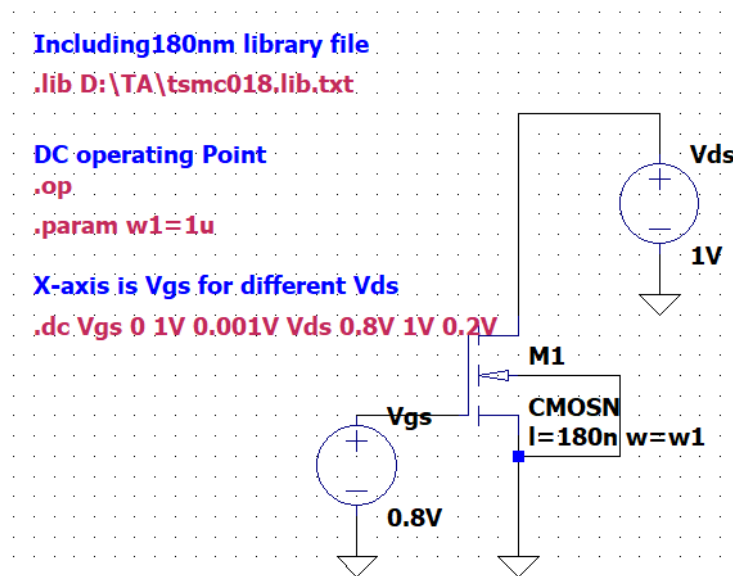 Including180nm library file
.lib D:\TA\tsmc018.lib.txt
DC operating Point
.op
.param w1=1u
X-axis is Vgs for different Vds
.dc Vgs 0 1V 0.001V Vds 0.8V 1V 0.2V
Vds
1V
M1
CMOSN
l=180n w=w1
Vgs
0.8V